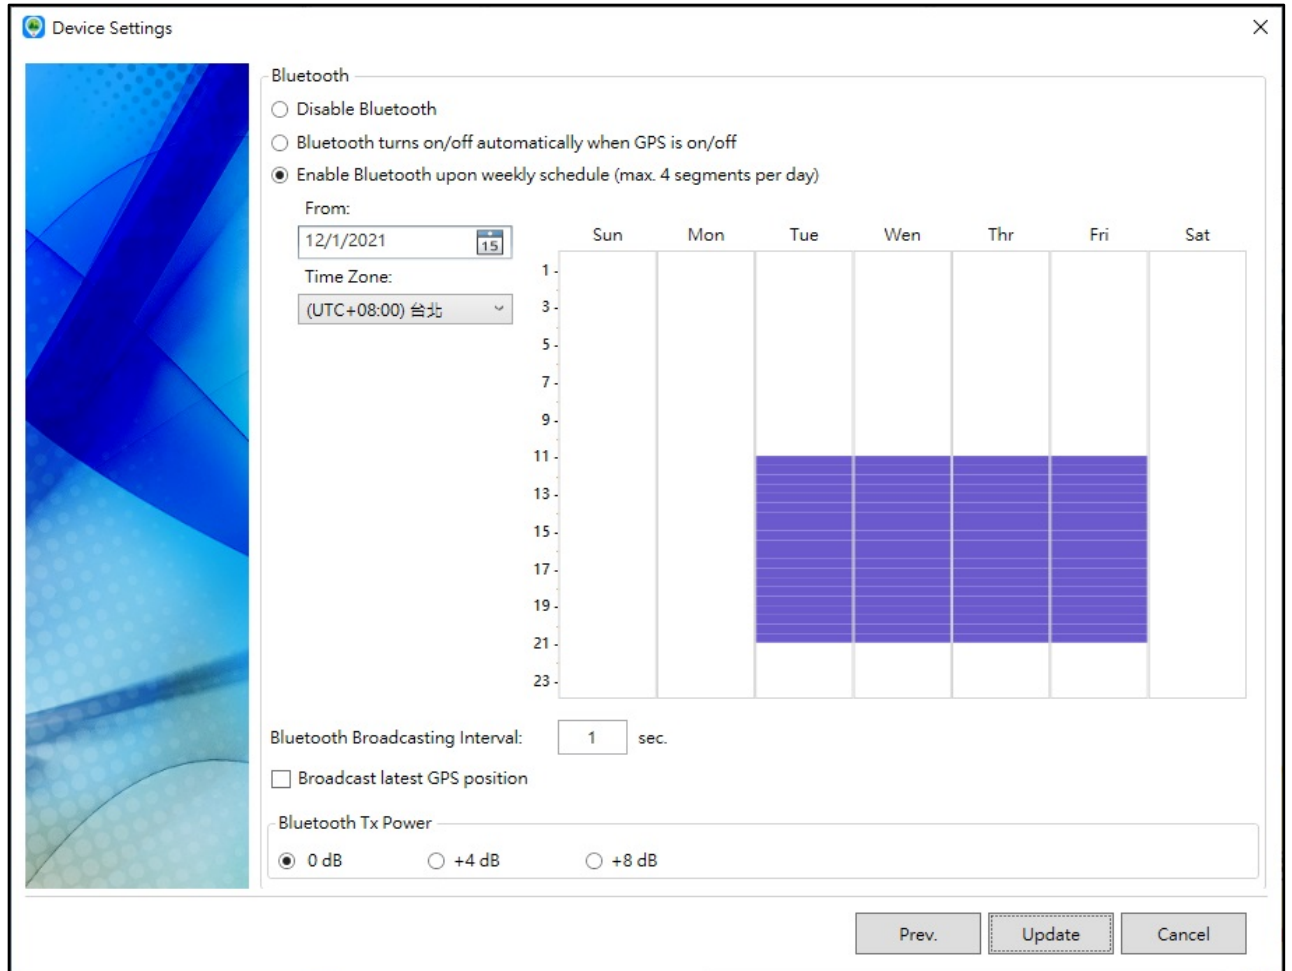 Device Settings
Bluetooth
Disable Bluetooth
Bluetooth turns on/off automatically when GPS is on/off
Enable Bluetooth upon weekly schedule (max. 4 segments per day)
From:
12/1/2021
15
Time Zone:
(UTC+08:00) 台北
Sun Mon Tue Wen Thr Fri Sat
1
3
5
7
9
11
13
15
17
19
21
23
Bluetooth Broadcasting Interval: 1 sec.
Broadcast latest GPS position
Bluetooth Tx Power
0 dB +4 dB +8 dB
Prev. Update Cancel